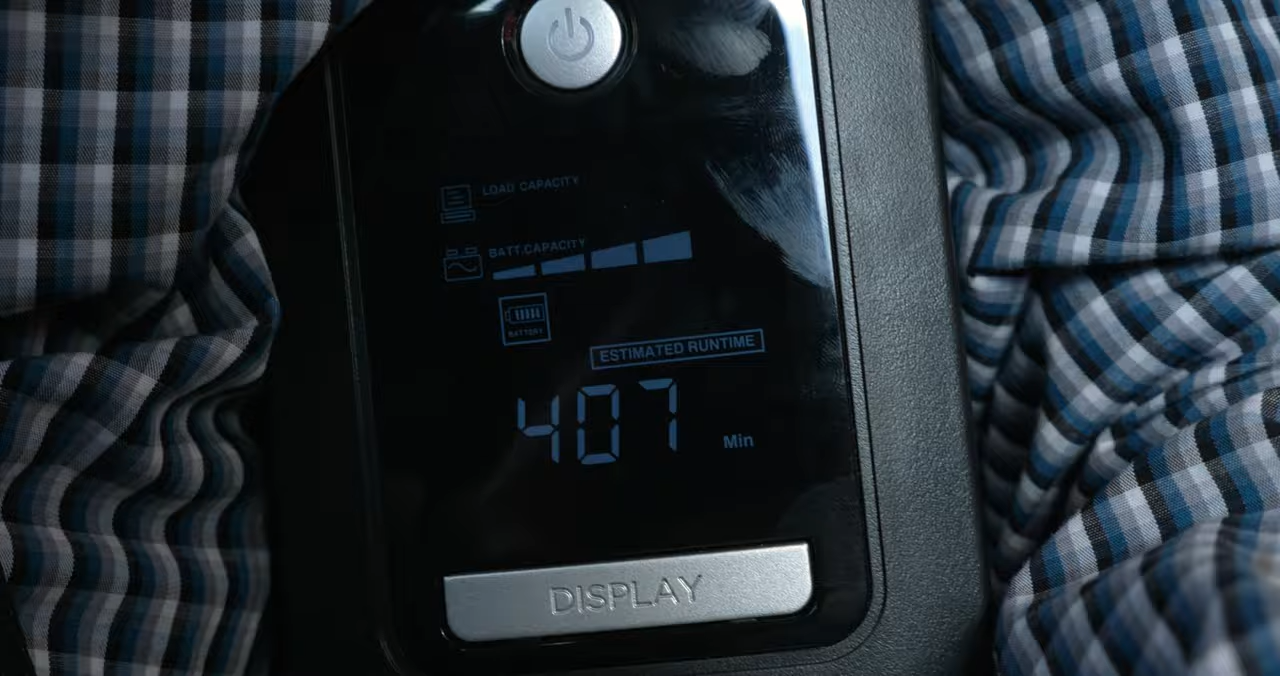 LOAD CAPACITY
BATT.CAPACITY
BATTERY
ESTIMATED RUNTIME
407 Min
DISPLAY